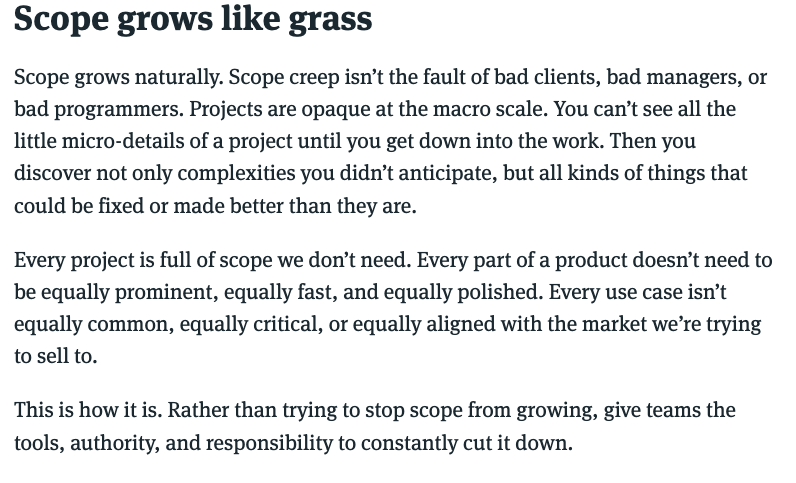 Scope grows like grass
Scope grows naturally. Scope creep isn’t the fault of bad clients, bad managers, or
bad programmers. Projects are opaque at the macro scale. You can’t see all the
little micro-details of a project until you get down into the work. Then you
discover not only complexities you didn’t anticipate, but all kinds of things that
could be fixed or made better than they are.
Every project is full of scope we don’t need. Every part of a product doesn’t need to
be equally prominent, equally fast, and equally polished. Every use case isn’t
equally common, equally critical, or equally aligned with the market we’re trying
to sell to.
This is how it is. Rather than trying to stop scope from growing, give teams the
tools, authority, and responsibility to constantly cut it down.